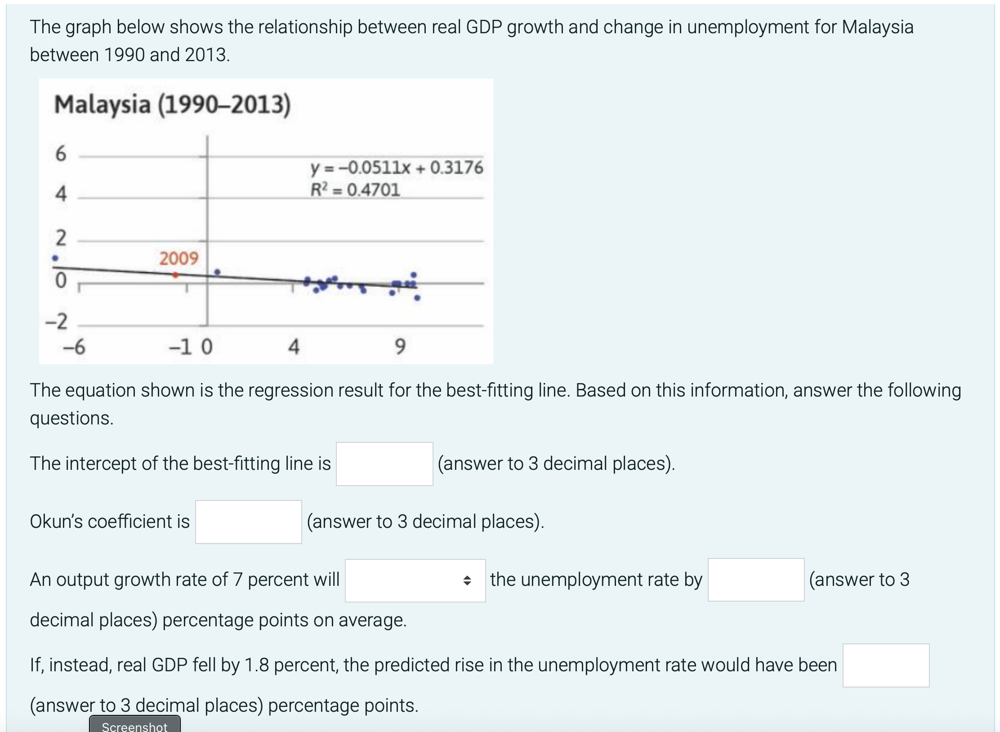 The graph below shows the relationship between real GDP growth and change in unemployment for Malaysia
between 1990 and 2013.
Malaysia (1990–2013)
6
y = –0.0511x + 0.3176
R² = 0.4701
4
2
2009
0
–2
–6 –1 0 4 9
The equation shown is the regression result for the best-fitting line. Based on this information, answer the following
questions.
The intercept of the best-fitting line is (answer to 3 decimal places).
Okun’s coefficient is (answer to 3 decimal places).
An output growth rate of 7 percent will the unemployment rate by (answer to 3
decimal places) percentage points on average.
If, instead, real GDP fell by 1.8 percent, the predicted rise in the unemployment rate would have been
(answer to 3 decimal places) percentage points.
Screenshot